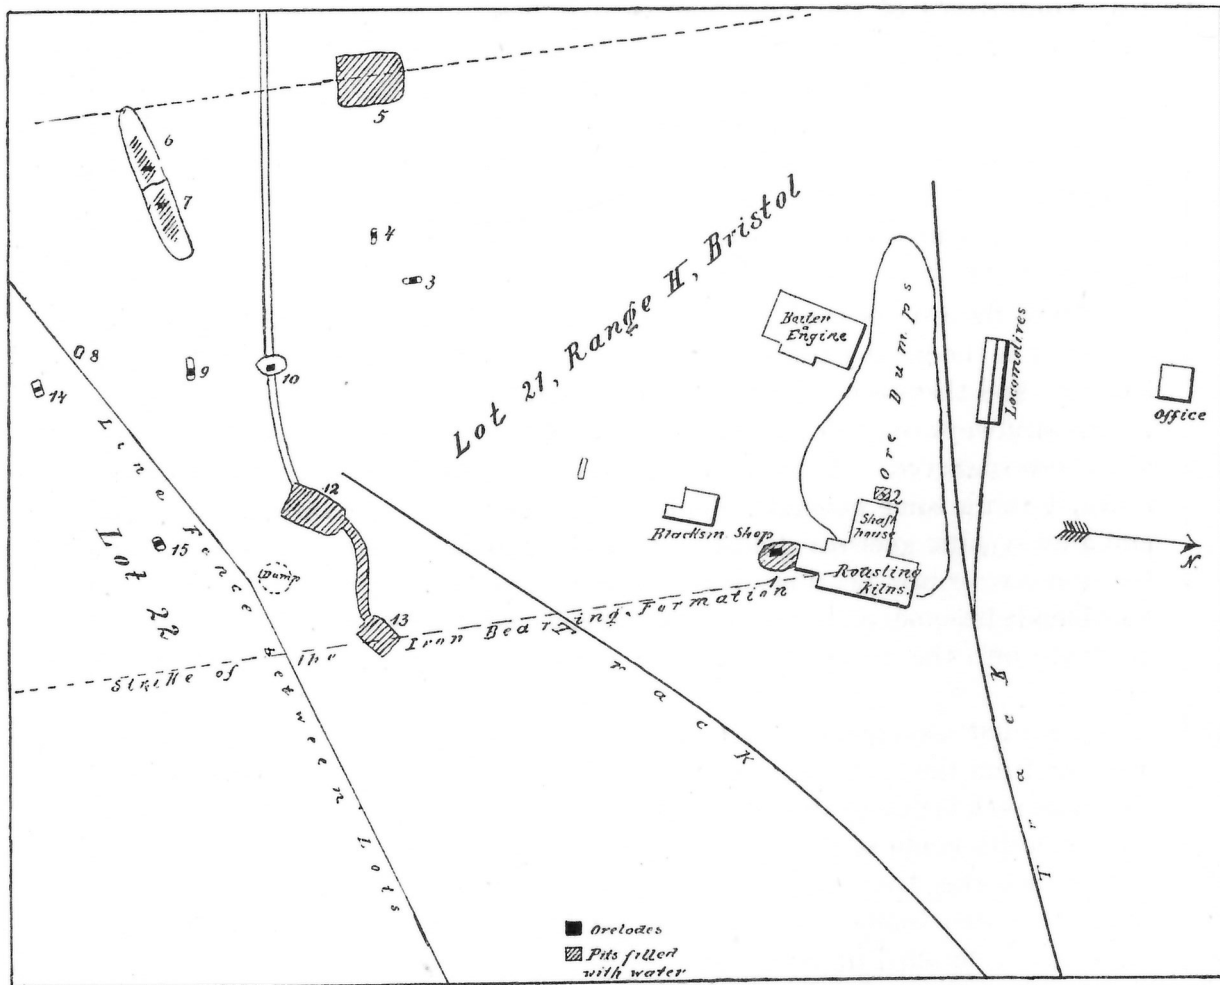 5
6
7
4
3
Lot 21, Range II, Bristol
Boiler
Engine
Ore Dumps
Locomotires
Office
8
9
10
14
12
2
Shaft
house
Blacksm Shop
1
Roasling
Kilns.
N.
15
Lot 22
Dump
13
Line Fence Between Lots
Strike of the Iron Bearing Formation
Track
Track
Orelodes
Pits filled
with water